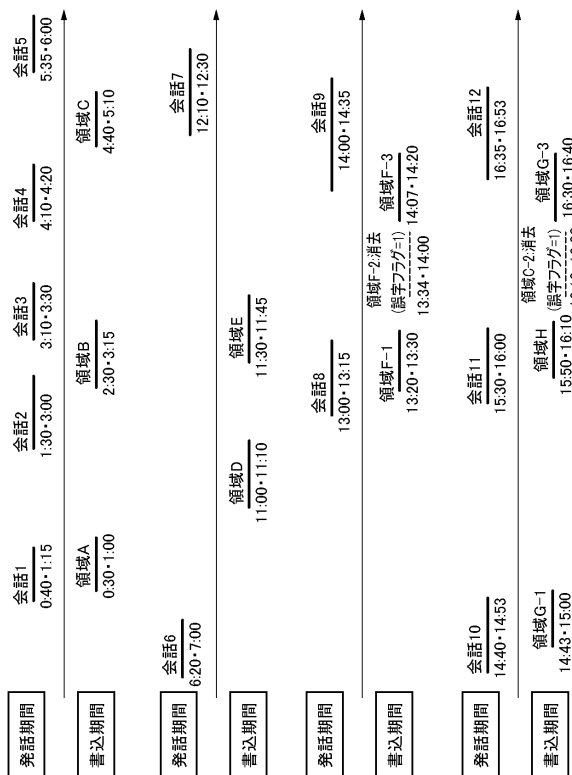 発話期間
会話1
0:40・1:15
会話2
1:30・3:00
会話3
3:10・3:30
会話4
4:10・4:20
会話5
5:35・6:00
書込期間
領域A
0:30・1:00
領域B
2:30・3:15
領域C
4:40・5:10
発話期間
会話6
6:20・7:00
会話7
12:10・12:30
書込期間
領域D
11:00・11:10
領域E
11:30・11:45
発話期間
会話8
13:00・13:15
会話9
14:00・14:35
書込期間
領域F-1
13:20・13:30
領域F-2:消去
(誤字フラグ=1)
13:34・14:00
領域F-3
14:07・14:20
発話期間
会話10
14:40・14:53
会話11
15:30・16:00
会話12
16:35・16:53
書込期間
領域G-1
14:43・15:00
領域H
15:50・16:10
領域C-2:消去
(誤字フラグ=1)
領域G-3
16:30・16:40